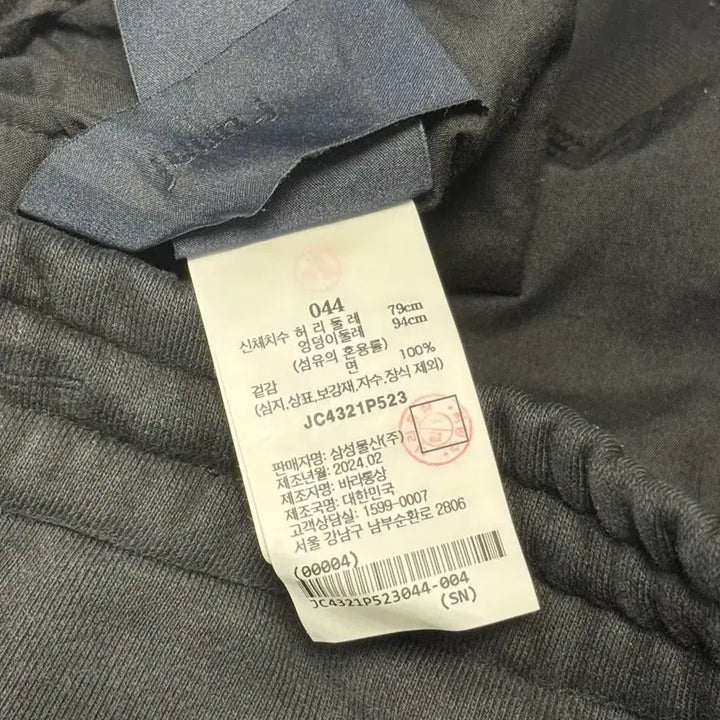 juun.j
044
신체치수 허리둘레 79cm
엉덩이둘레 94cm
(섬유의 혼용률)
겉감 면 100%
(심지,상표,보강재,자수,장식 제외)
JC4321P523
판매자명: 삼성물산(주)
제조년월: 2024.02
제조자명: 바라통상
제조국명: 대한민국
고객상담실: 1599-0007
서울 강남구 남부순환로 2806
(00004)
JC4321P523044-004
(SN)